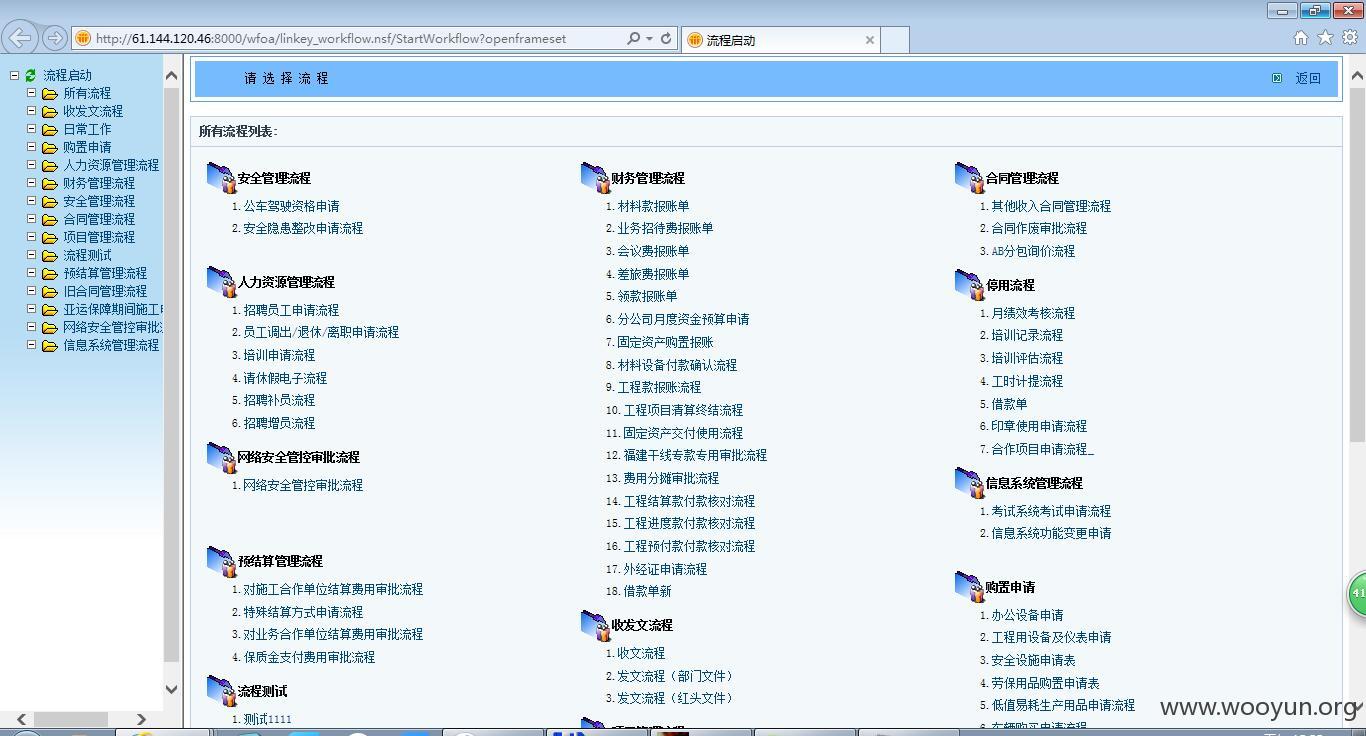 http://61.144.120.46:8000/wfoa/linkey_workflow.nsf/StartWorkflow?openframeset
流程启动
流程启动
所有流程
收发文流程
日常工作
购置申请
人力资源管理流程
财务管理流程
安全管理流程
合同管理流程
项目管理流程
流程测试
预结算管理流程
旧合同管理流程
亚运保障期间施工
网络安全管控审批
信息系统管理流程
请选择流程
返回
所有流程列表:
安全管理流程
1. 公车驾驶资格申请
2. 安全隐患整改申请流程
人力资源管理流程
1. 招聘员工申请流程
2. 员工调出/退休/离职申请流程
3. 培训申请流程
4. 请休假电子流程
5. 招聘补员流程
6. 招聘增员流程
网络安全管控审批流程
1. 网络安全管控审批流程
预结算管理流程
1. 对施工合作单位结算费用审批流程
2. 特殊结算方式申请流程
3. 对业务合作单位结算费用审批流程
4. 保质金支付费用审批流程
流程测试
1. 测试1111
财务管理流程
1. 材料款报账单
2. 业务招待费报账单
3. 会议费报账单
4. 差旅费报账单
5. 领款报账单
6. 分公司月度资金预算申请
7. 固定资产购置报账
8. 材料设备付款确认流程
9. 工程款报账流程
10. 工程项目清算终结流程
11. 固定资产交付使用流程
12. 福建干线专款专用审批流程
13. 费用分摊审批流程
14. 工程结算款付款核对流程
15. 工程进度款付款核对流程
16. 工程预付款付款核对流程
17. 外经证申请流程
18. 借款单新
收发文流程
1. 收文流程
2. 发文流程（部门文件）
3. 发文流程（红头文件）
项目管理流程
合同管理流程
1. 其他收入合同管理流程
2. 合同作废审批流程
3. AB分包询价流程
停用流程
1. 月绩效考核流程
2. 培训记录流程
3. 培训评估流程
4. 工时计提流程
5. 借款单
6. 印章使用申请流程
7. 合作项目申请流程_
信息系统管理流程
1. 考试系统考试申请流程
2. 信息系统功能变更申请
购置申请
1. 办公设备申请
2. 工程用设备及仪表申请
3. 安全设施申请表
4. 劳保用品购置申请表
5. 低值易耗生产用品申请流程
6. 车辆购买申请流程
41
www.wooyun.org